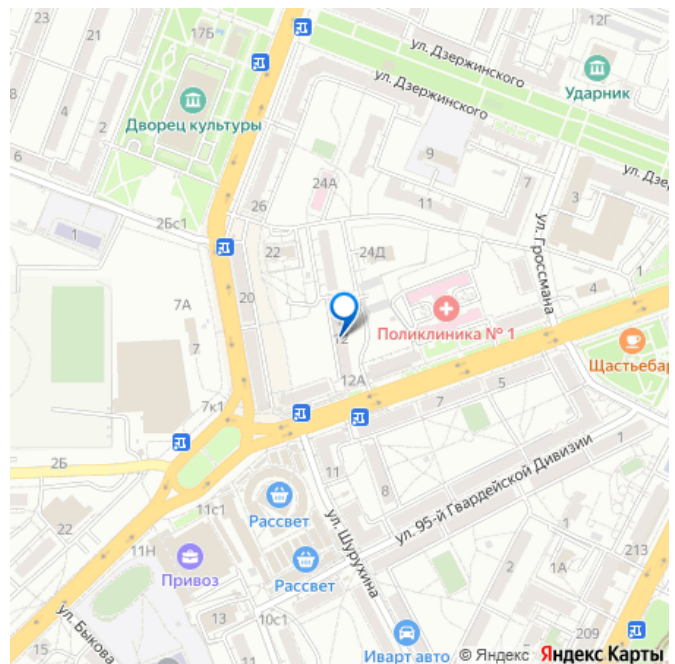 12Г
23
17Б
21
ул. Дзержинского
Ударник
8
4
ул. Дзержинского
Дворец культуры
2
9
6
24А
7
ул. Дзе
3
26
11
2Бс1
ул. Гроссмана
1
22
24Д
1
20
4
7А
Поликлиника № 1
12
7
Щастьебар
12А
5
7к1
7
1
2Б
11
ул. 95-й Гвардейской Дивизии
8
Рассвет
11с1
22
ул. Шурухина
1
11Н
213
Привоз
Рассвет
2
1А
ул. Быкова
13
10с1
209
15
Иварт авто
© Яндекс Яндекс Карты